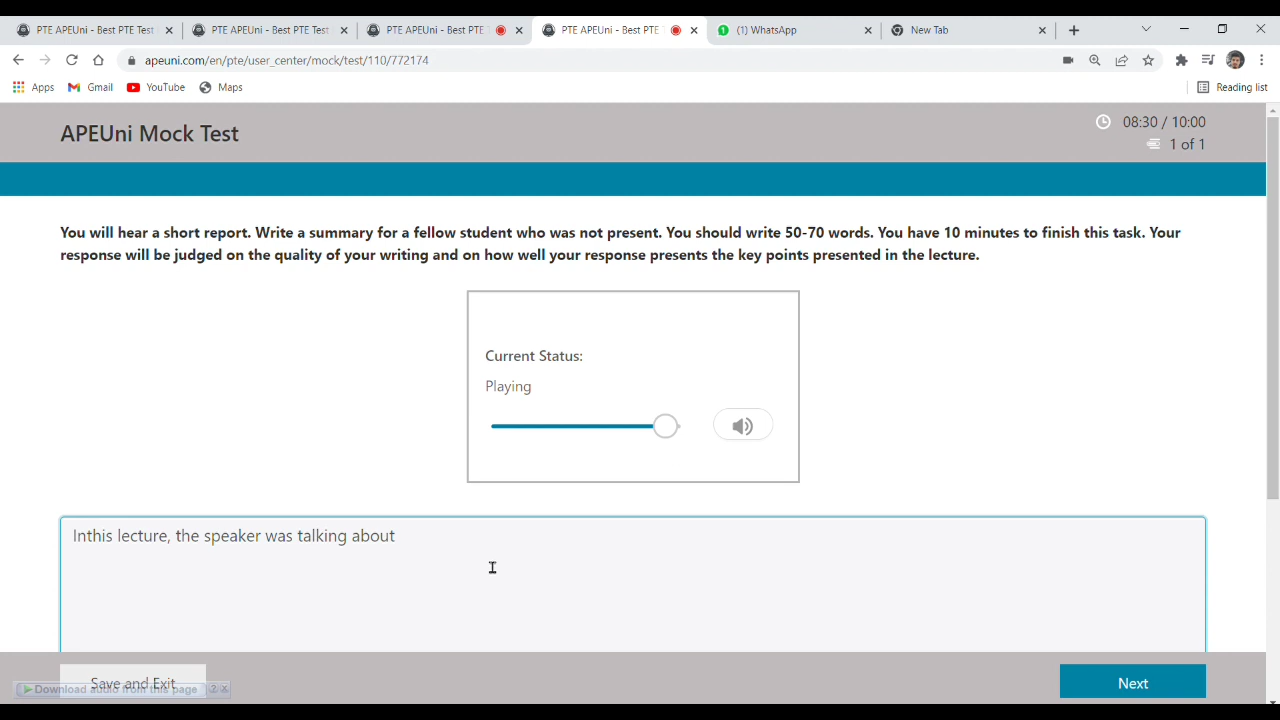 PTE APEUni - Best PTE Test
PTE APEUni - Best PTE Test
PTE APEUni - Best PTE
PTE APEUni - Best PTE
(1) WhatsApp
New Tab
apeuni.com/en/pte/user_center/mock/test/110/772174
Apps
Gmail
YouTube
Maps
Reading list
APEUni Mock Test
08:30 / 10:00
1 of 1
You will hear a short report. Write a summary for a fellow student who was not present. You should write 50-70 words. You have 10 minutes to finish this task. Your
response will be judged on the quality of your writing and on how well your response presents the key points presented in the lecture.
Current Status:
Playing
Inthis lecture, the speaker was talking about
Save and Exit
Download audio from this page
?
Next